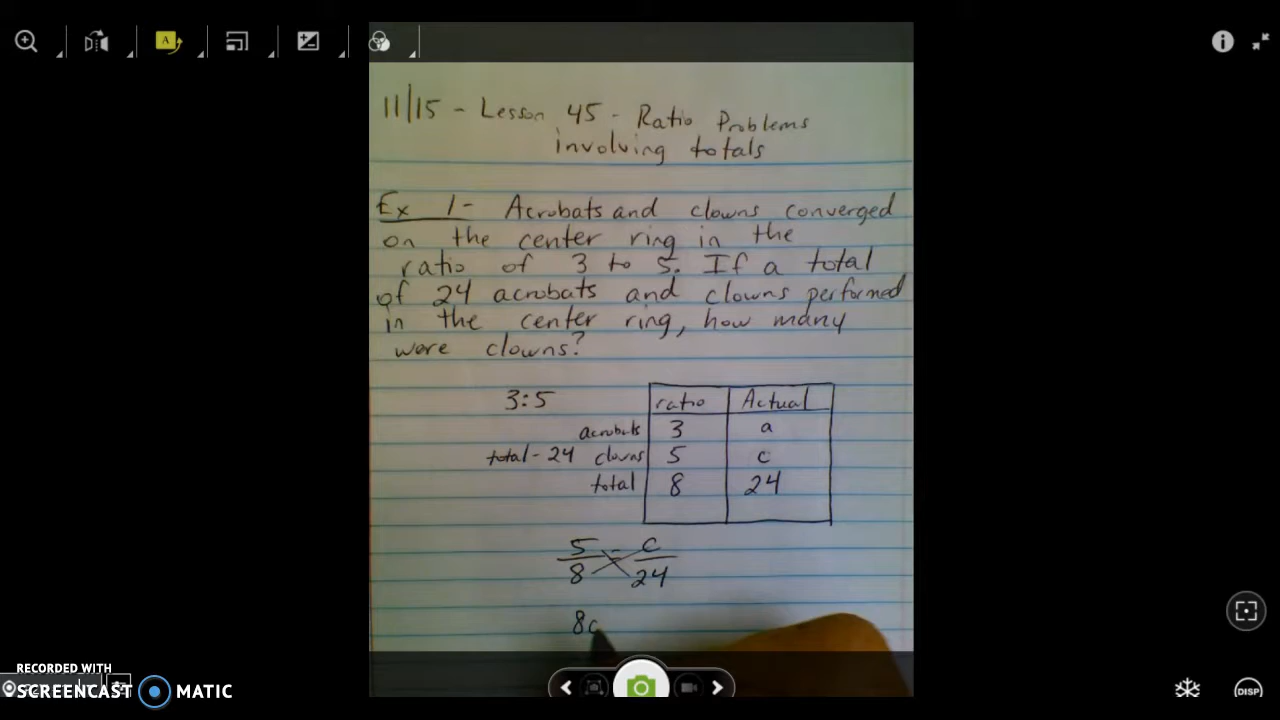 11/15 - Lesson 45 - Ratio Problems
involving totals
Ex 1- Acrobats and clowns converged
on the center ring in the
ratio of 3 to 5. If a total
of 24 acrobats and clowns performed
in the center ring, how many
were clowns?
3:5
ratio Actual
acrobats 3 a
total - 24 clowns 5 c
total 8 24
5/8 = c/24
8c
RECORDED WITH
SCREENCAST MATIC
A
DISP